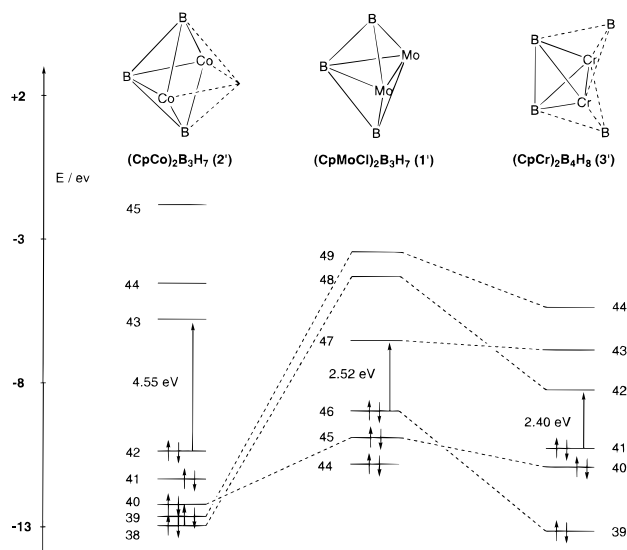 B
B
B
B
Co
Mo
Cr
B
B
Co
Mo
B
Cr
B
B
B
+2
(CpCo)2B3H7 (2') (CpMoCl)2B3H7 (1') (CpCr)2B4H8 (3')
E / ev
45
-3
49
44
48
44
43
47
43
4.55 eV
2.52 eV
-8
42
46
2.40 eV
42
45
41
41
44
40
40
39
-13
38
39